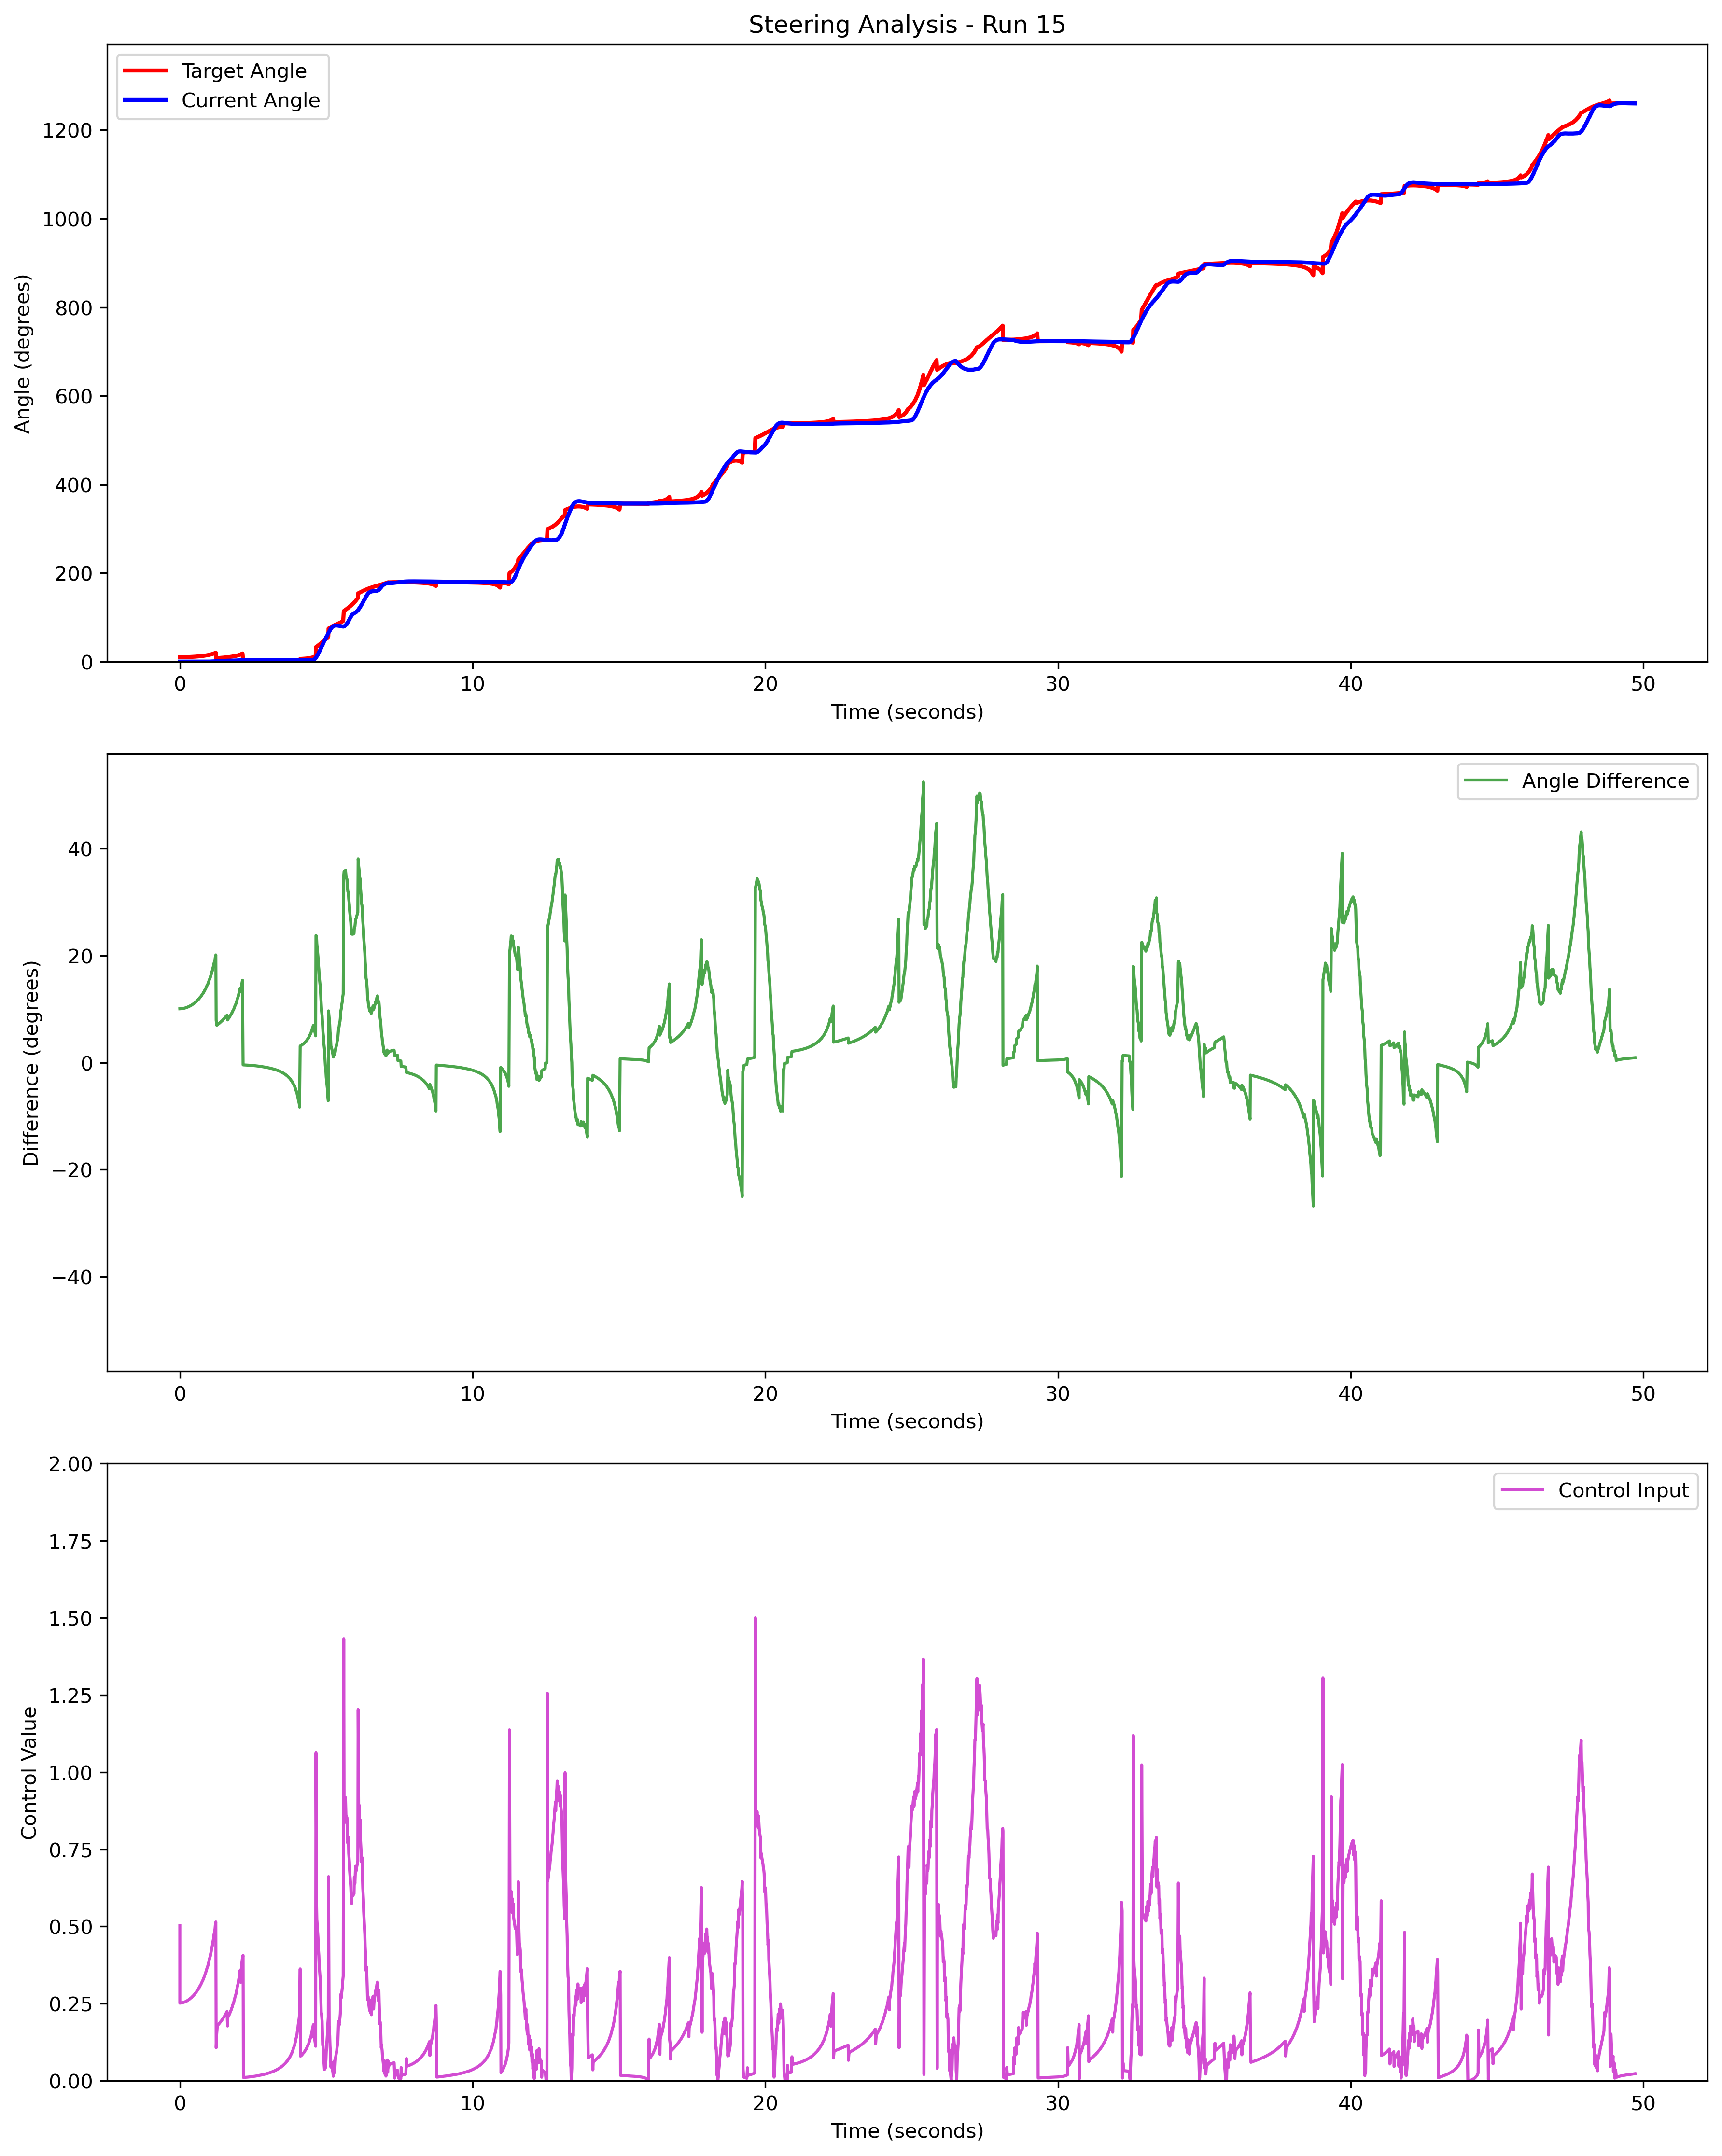 Steering Analysis - Run 15
Target Angle
Current Angle
Angle (degrees)
1200
1000
800
600
400
200
0
0 10 20 30 40 50
Time (seconds)
Angle Difference
Difference (degrees)
40
20
0
−20
−40
0 10 20 30 40 50
Time (seconds)
Control Input
Control Value
2.00
1.75
1.50
1.25
1.00
0.75
0.50
0.25
0.00
0 10 20 30 40 50
Time (seconds)